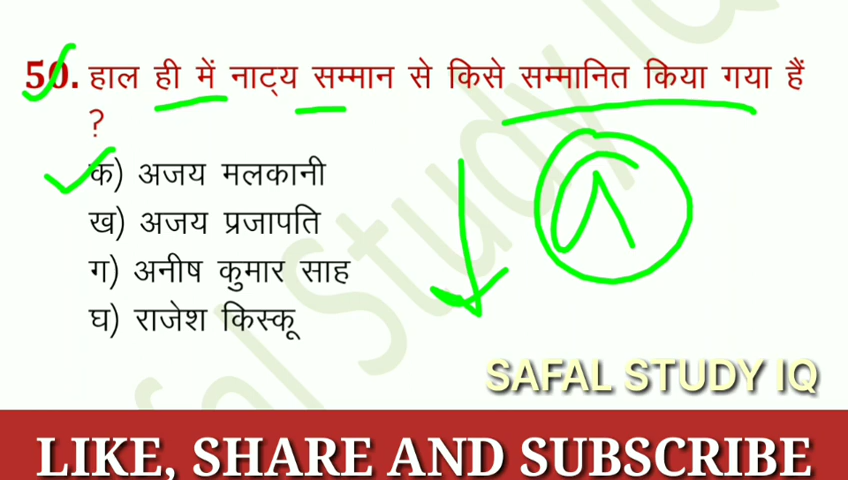 50. हाल ही में नाट्य सम्मान से किसे सम्मानित किया गया हैं
?
क) अजय मलकानी
ख) अजय प्रजापति
ग) अनीष कुमार साह
घ) राजेश किस्कू
SAFAL STUDY IQ
LIKE, SHARE AND SUBSCRIBE